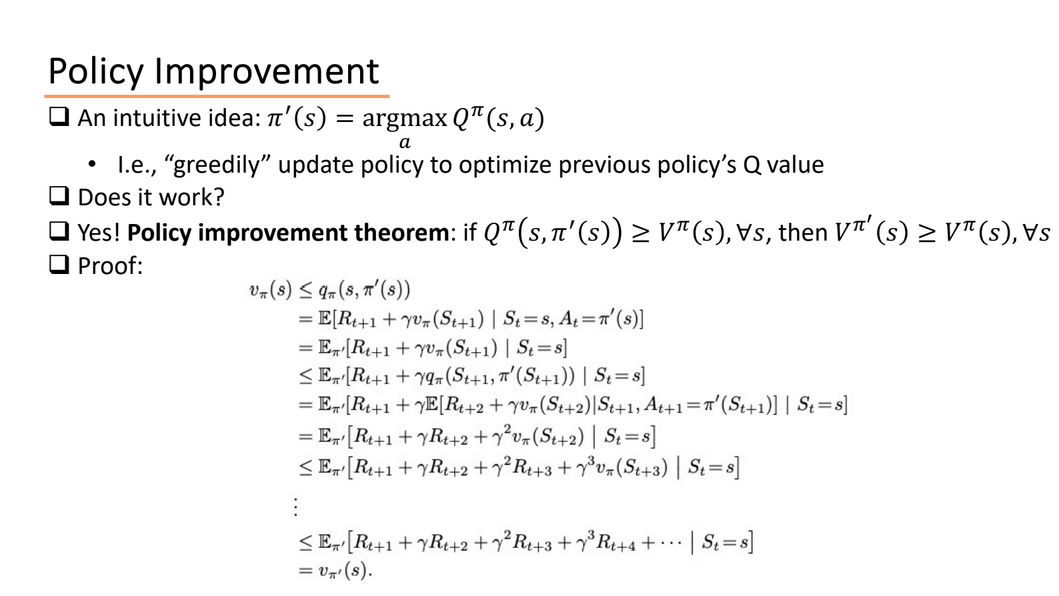 Policy Improvement
❑ An intuitive idea: π′(s) = argmax Q^π(s, a)
a
• I.e., “greedily” update policy to optimize previous policy’s Q value
❑ Does it work?
❑ Yes! Policy improvement theorem: if Q^π(s, π′(s)) ≥ V^π(s), ∀s, then V^π′(s) ≥ V^π(s), ∀s
❑ Proof:
v_π(s) ≤ q_π(s, π′(s))
= 𝔼[R_{t+1} + γv_π(S_{t+1}) | S_t=s, A_t=π′(s)]
= 𝔼_π′[R_{t+1} + γv_π(S_{t+1}) | S_t=s]
≤ 𝔼_π′[R_{t+1} + γq_π(S_{t+1}, π′(S_{t+1})) | S_t=s]
= 𝔼_π′[R_{t+1} + γ𝔼[R_{t+2} + γv_π(S_{t+2})|S_{t+1}, A_{t+1}=π′(S_{t+1})] | S_t=s]
= 𝔼_π′[R_{t+1} + γR_{t+2} + γ²v_π(S_{t+2}) | S_t=s]
≤ 𝔼_π′[R_{t+1} + γR_{t+2} + γ²R_{t+3} + γ³v_π(S_{t+3}) | S_t=s]
⋮
≤ 𝔼_π′[R_{t+1} + γR_{t+2} + γ²R_{t+3} + γ³R_{t+4} + ⋯ | S_t=s]
= v_π′(s).